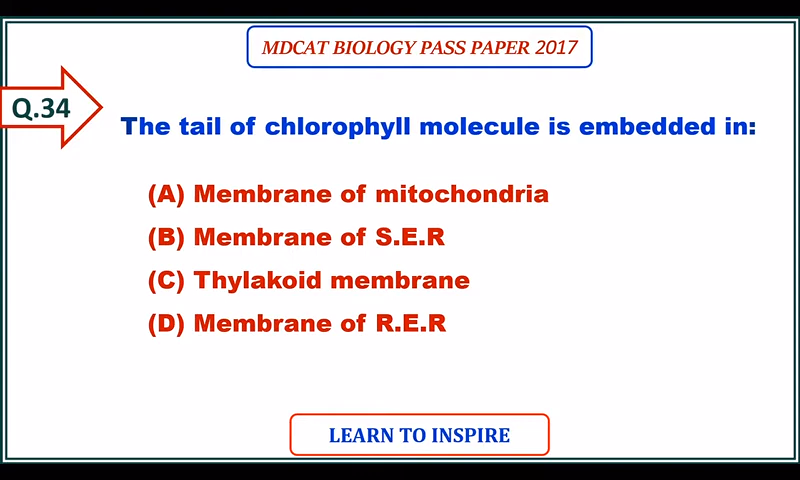 MDCAT BIOLOGY PASS PAPER 2017
Q.34
The tail of chlorophyll molecule is embedded in:
(A) Membrane of mitochondria
(B) Membrane of S.E.R
(C) Thylakoid membrane
(D) Membrane of R.E.R
LEARN TO INSPIRE